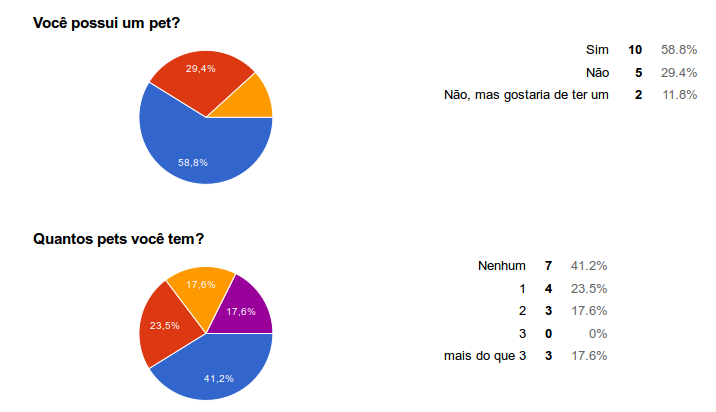 Você possui um pet?
29,4%
58,8%
Sim 10 58.8%
Não 5 29.4%
Não, mas gostaria de ter um 2 11.8%
Quantos pets você tem?
17,6%
17,6%
23,5%
41,2%
Nenhum 7 41.2%
1 4 23.5%
2 3 17.6%
3 0 0%
mais do que 3 3 17.6%